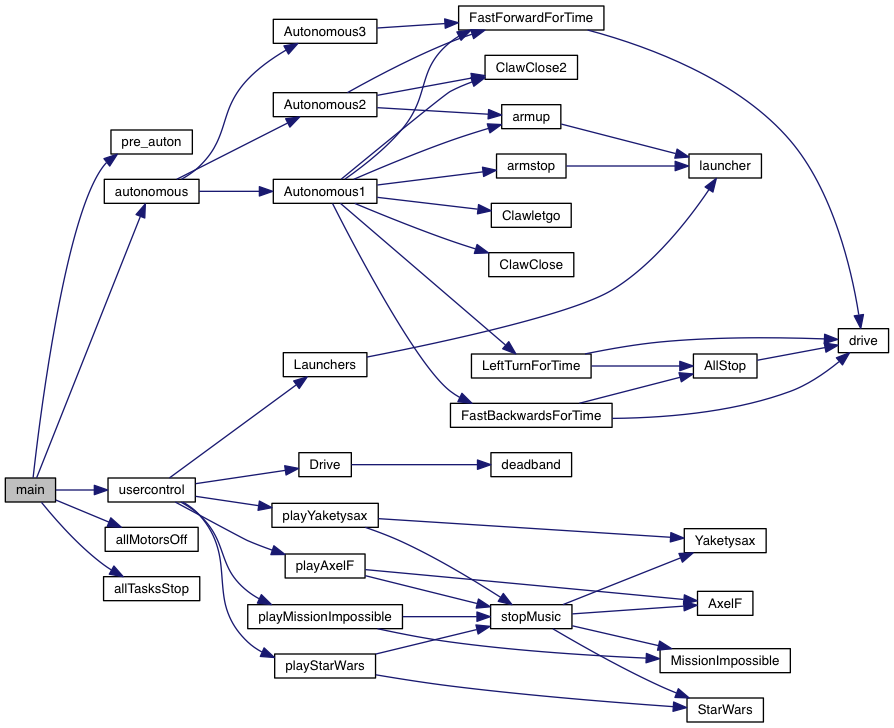 FastForwardForTime
Autonomous3
ClawClose2
Autonomous2
armup
pre_auton
armstop
launcher
autonomous
Autonomous1
Clawletgo
ClawClose
drive
Launchers
LeftTurnForTime
AllStop
FastBackwardsForTime
Drive
deadband
main
usercontrol
playYaketysax
allMotorsOff
Yaketysax
playAxelF
allTasksStop
AxelF
playMissionImpossible
stopMusic
MissionImpossible
playStarWars
StarWars